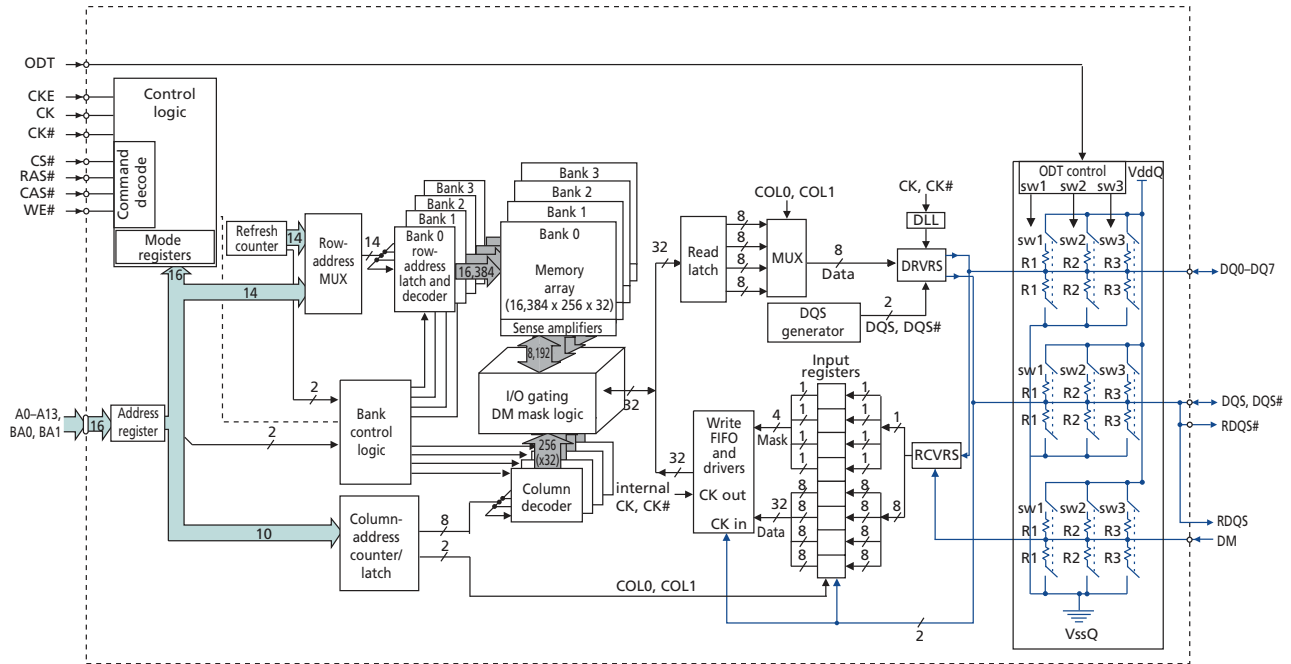 ODT
CKE
CK
CK#
CS#
RAS#
CAS#
WE#
Control
logic
Command
decode
Mode
registers
16
A0–A13,
BA0, BA1
16
Address
register
Refresh
counter
14
Row-
address
MUX
14
14
Bank 3
Bank 2
Bank 1
Bank 0
row-
address
latch and
decoder
16,384
Bank 3
Bank 2
Bank 1
Bank 0
Memory
array
(16,384 x 256 x 32)
Sense amplifiers
8,192
I/O gating
DM mask logic
2
2
Bank
control
logic
256
(x32)
Column
decoder
10
Column-
address
counter/
latch
8
2
COL0, COL1
32
32
32
Read
latch
8
8
8
8
COL0, COL1
MUX
8
Data
CK, CK#
DLL
DRVRS
DQS
generator
2
DQS, DQS#
Input
registers
1
1
1
1
1
1
1
1
1
4
Mask
Write
FIFO
and
drivers
CK out
CK in
internal
CK, CK#
32
Data
8
8
8
8
8
8
8
8
8
RCVRS
2
ODT control
sw1 sw2 sw3
VddQ
sw1 sw2 sw3
R1 R2 R3
R1 R2 R3
sw1 sw2 sw3
R1 R2 R3
R1 R2 R3
sw1 sw2 sw3
R1 R2 R3
R1 R2 R3
VssQ
DQ0–DQ7
DQS, DQS#
RDQS#
RDQS
DM